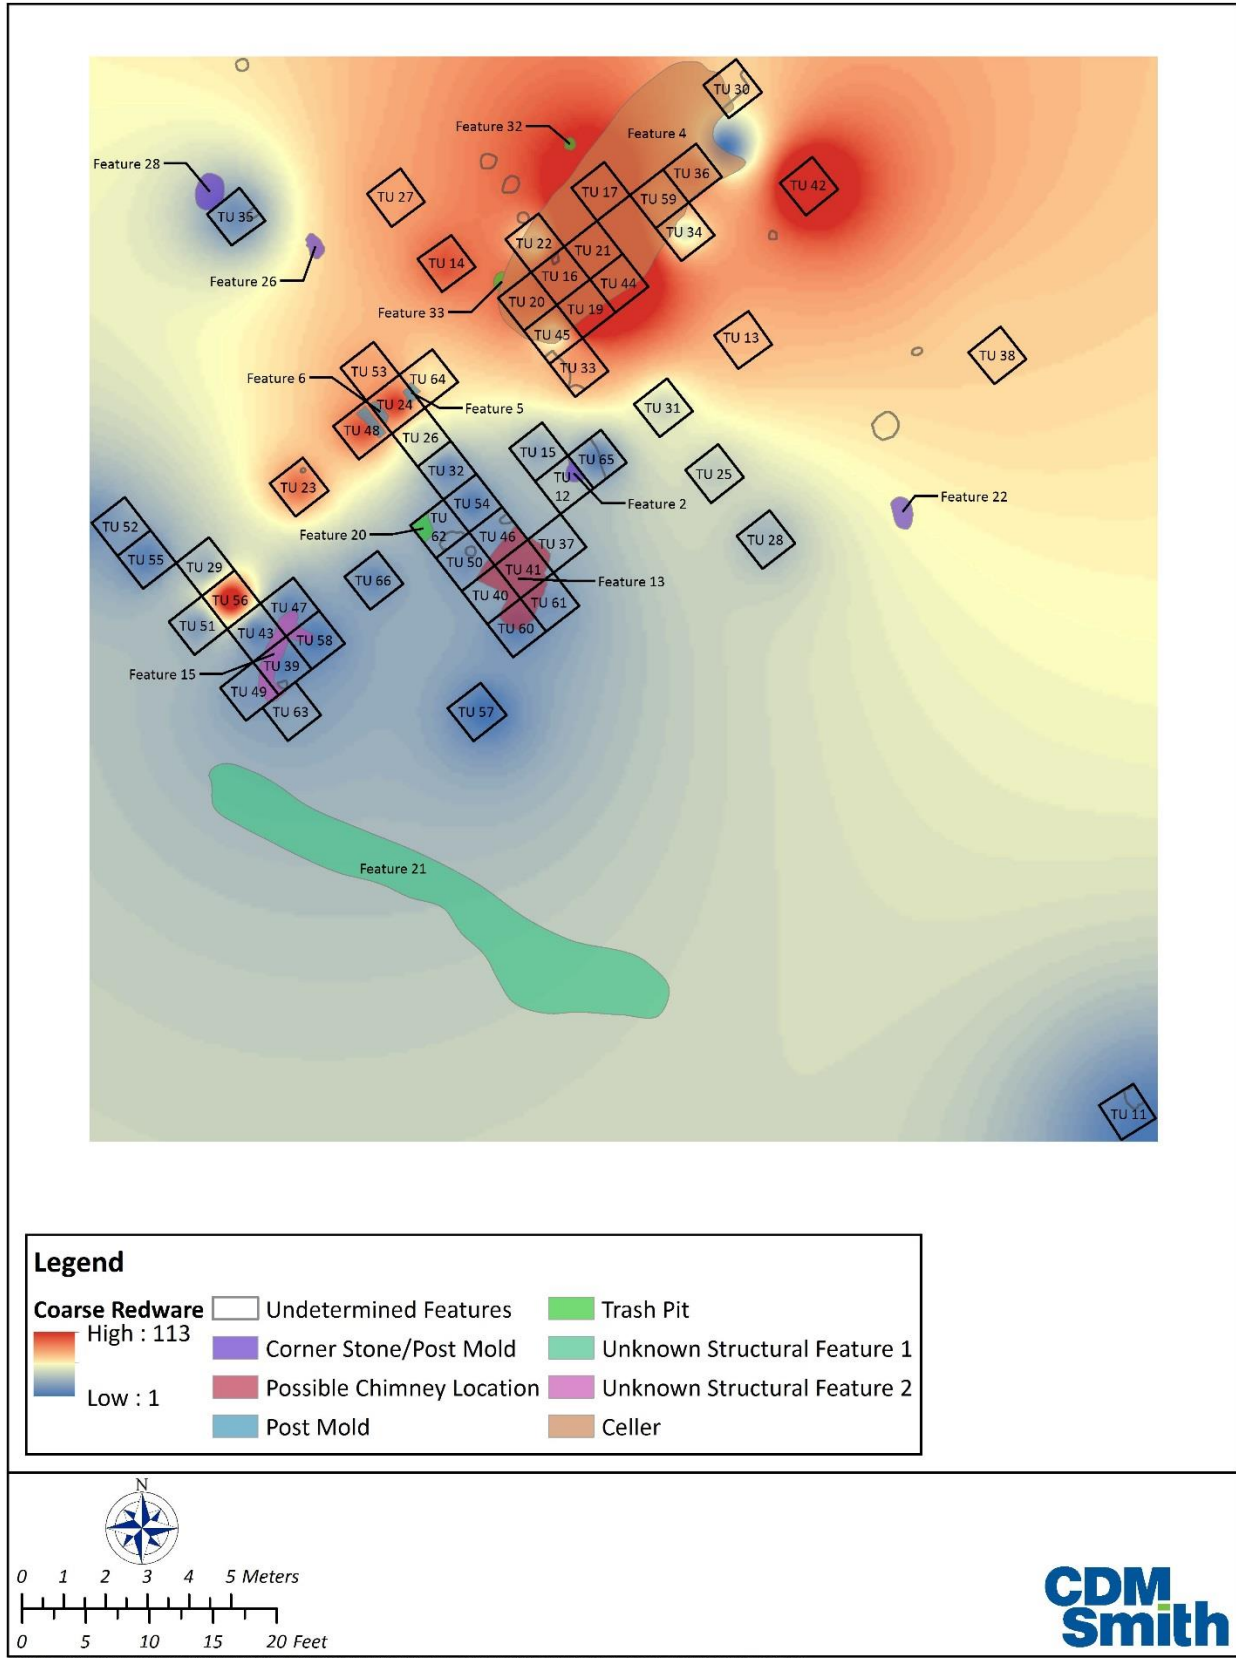 TU 30
Feature 32
Feature 4
Feature 28
TU 36
TU 42
TU 27
TU 17
TU 59
TU 35
TU 34
TU 22
TU 21
Feature 26
TU 14
TU 16
TU 44
Feature 33
TU 20
TU 19
TU 45
TU 13
TU 38
TU 33
TU 53
Feature 6
TU 64
TU 24
Feature 5
TU 31
TU 48
TU 26
TU 15
TU 65
TU 32
TU 25
TU
12
TU 23
Feature 2
Feature 22
TU 54
TU
62
Feature 20
TU 52
TU 46
TU 37
TU 28
TU 55
TU 29
TU 50
TU 41
Feature 13
TU 66
TU 56
TU 40
TU 61
TU 47
TU 51
TU 43
TU 58
TU 60
Feature 15
TU 39
TU 49
TU 63
TU 57
Feature 21
TU 11
Legend
Coarse Redware
High : 113
Low : 1
Undetermined Features
Corner Stone/Post Mold
Possible Chimney Location
Post Mold
Trash Pit
Unknown Structural Feature 1
Unknown Structural Feature 2
Celler
N
0 1 2 3 4 5 Meters
0 5 10 15 20 Feet
CDM
Smith